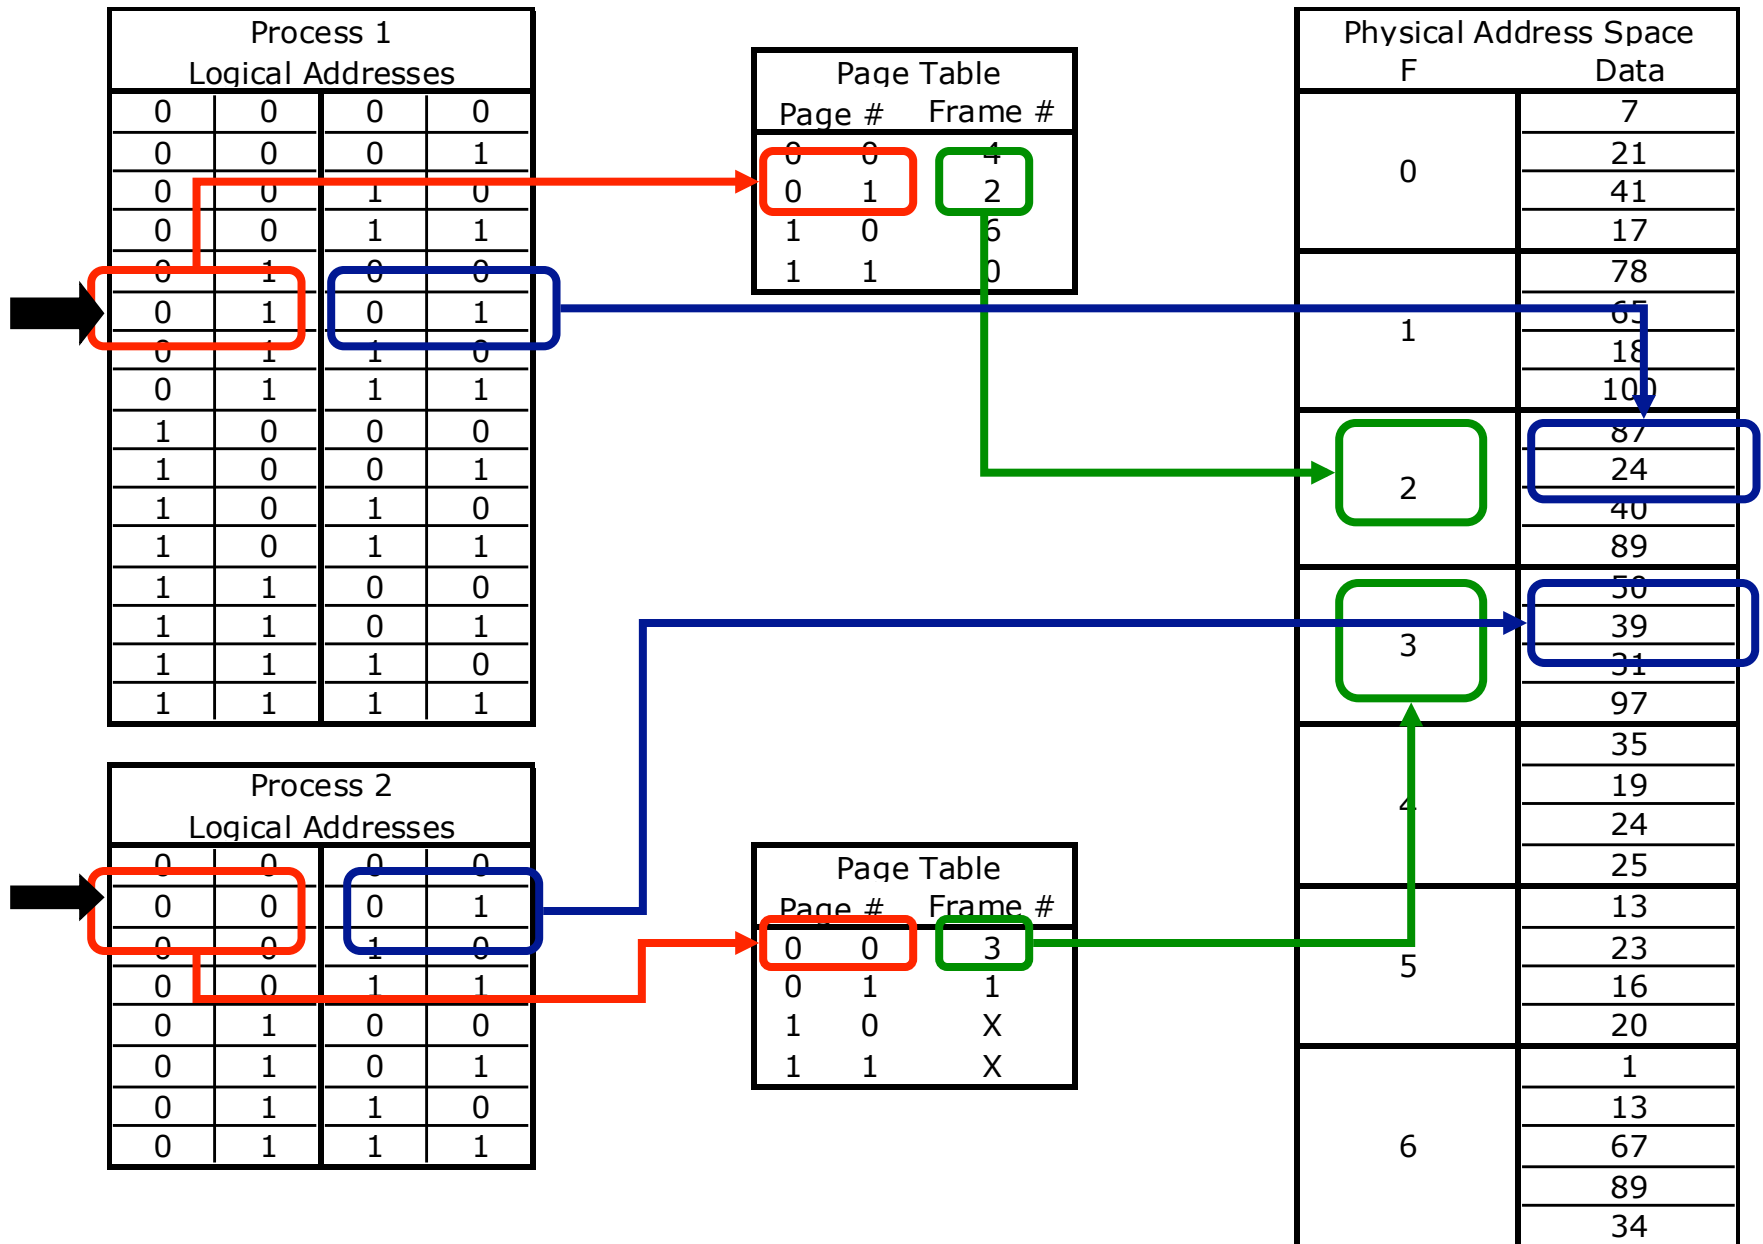 Process 1
Logical Addresses
0 0 0 0
0 0 0 1
0 0 1 0
0 0 1 1
0 1 0 0
0 1 0 1
0 1 1 0
0 1 1 1
1 0 0 0
1 0 0 1
1 0 1 0
1 0 1 1
1 1 0 0
1 1 0 1
1 1 1 0
1 1 1 1
Process 2
Logical Addresses
0 0 0 0
0 0 0 1
0 0 1 0
0 0 1 1
0 1 0 0
0 1 0 1
0 1 1 0
0 1 1 1
Page Table
Page # Frame #
0 0 4
0 1 2
1 0 6
1 1 0
Page Table
Page # Frame #
0 0 3
0 1 1
1 0 X
1 1 X
Physical Address Space
F Data
0
7
21
41
17
1
78
65
18
100
2
87
24
40
89
3
50
39
31
97
4
35
19
24
25
5
13
23
16
20
6
1
13
67
89
34